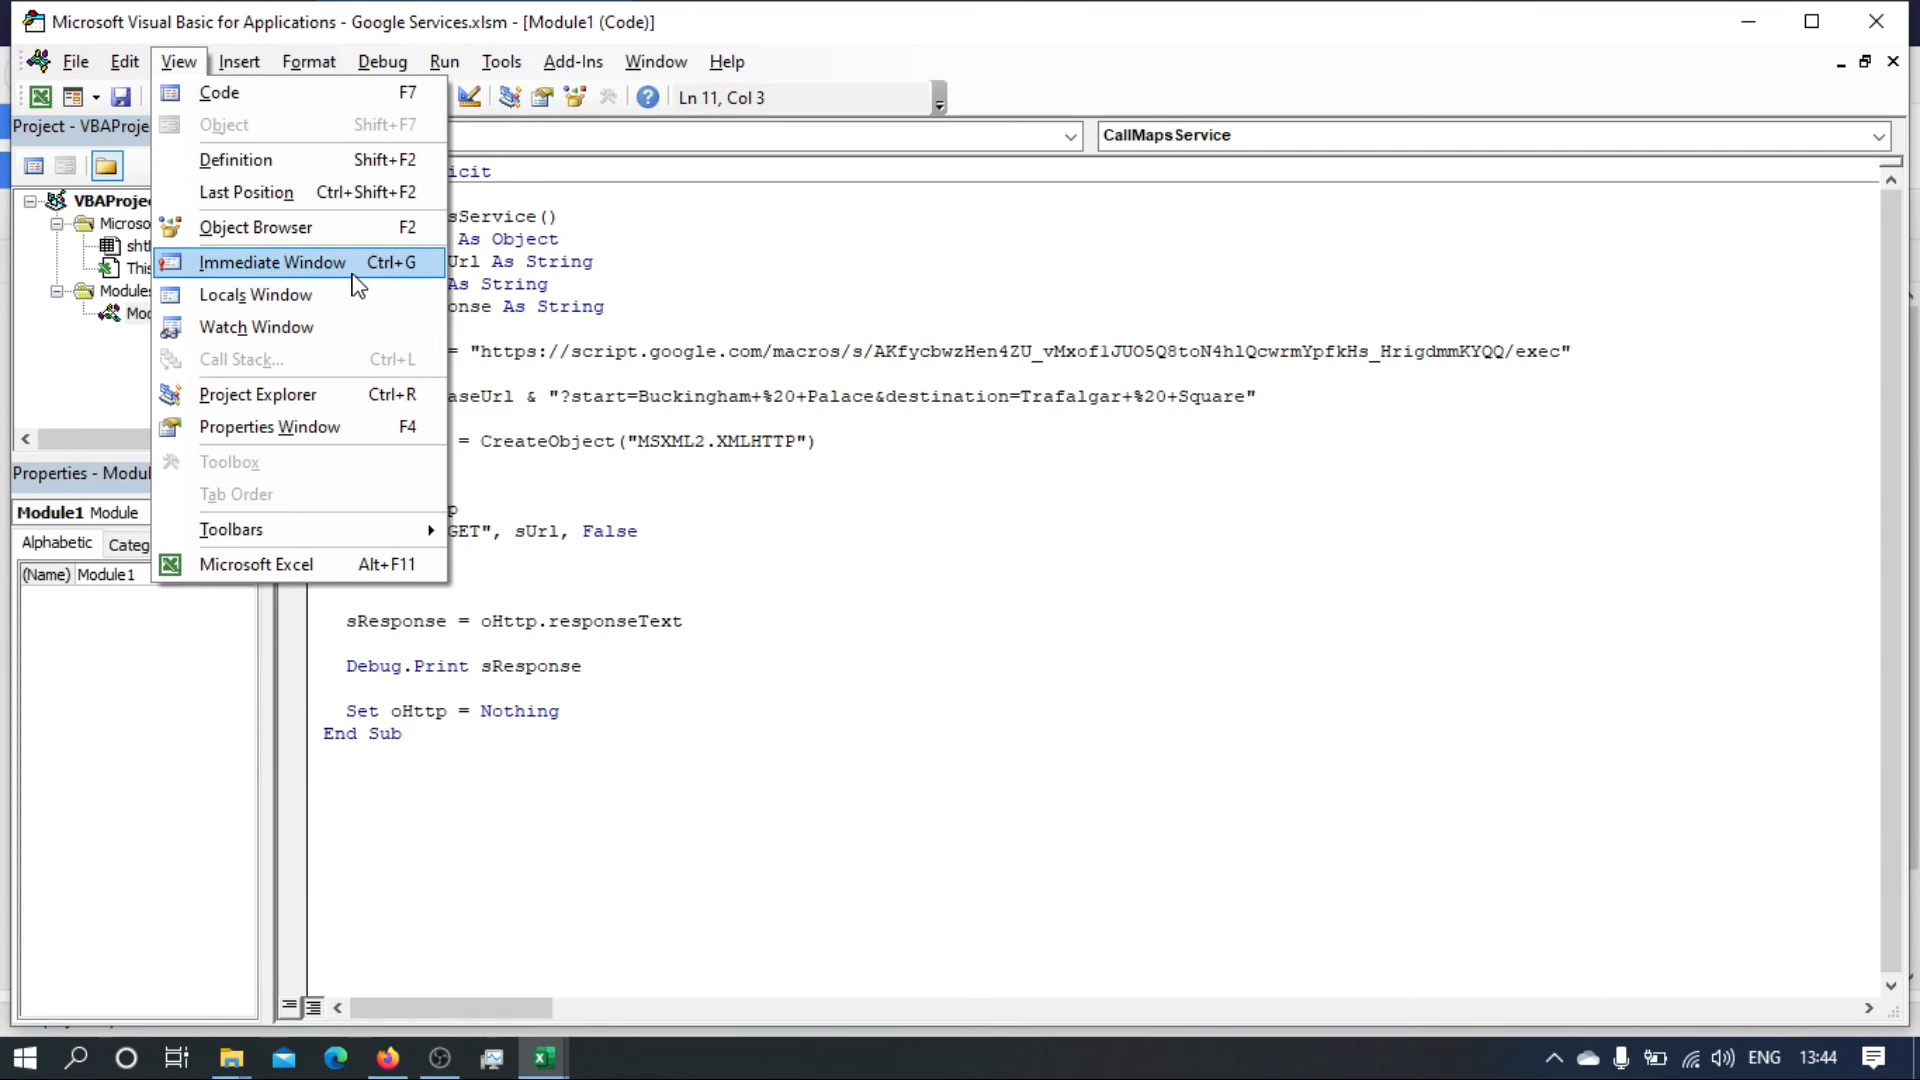 Microsoft Visual Basic for Applications - Google Services.xlsm - [Module1 (Code)]
File Edit View Insert Format Debug Run Tools Add-Ins Window Help
Ln 11, Col 3
Project - VBAProje
CallMapsService
VBAProje
Microso
sht
This
Modules
Mod
Code F7
Object Shift+F7
Definition Shift+F2
Last Position Ctrl+Shift+F2
Object Browser F2
Immediate Window Ctrl+G
Locals Window
Watch Window
Call Stack... Ctrl+L
Project Explorer Ctrl+R
Properties Window F4
Toolbox
Tab Order
Toolbars
Microsoft Excel Alt+F11
Properties - Modul
Module1 Module
Alphabetic Categ
(Name) Module1
icit
sService()
As Object
Url As String
As String
onse As String
= "https://script.google.com/macros/s/AKfycbwzHen4ZU_vMxof1JUO5Q8toN4hlQcwrmYpfkHs_HrigdmmKYQQ/exec"
aseUrl & "?start=Buckingham+%20+Palace&destination=Trafalgar+%20+Square"
= CreateObject("MSXML2.XMLHTTP")
p
GET", sUrl, False
sResponse = oHttp.responseText
Debug.Print sResponse
Set oHttp = Nothing
End Sub
ENG 13:44